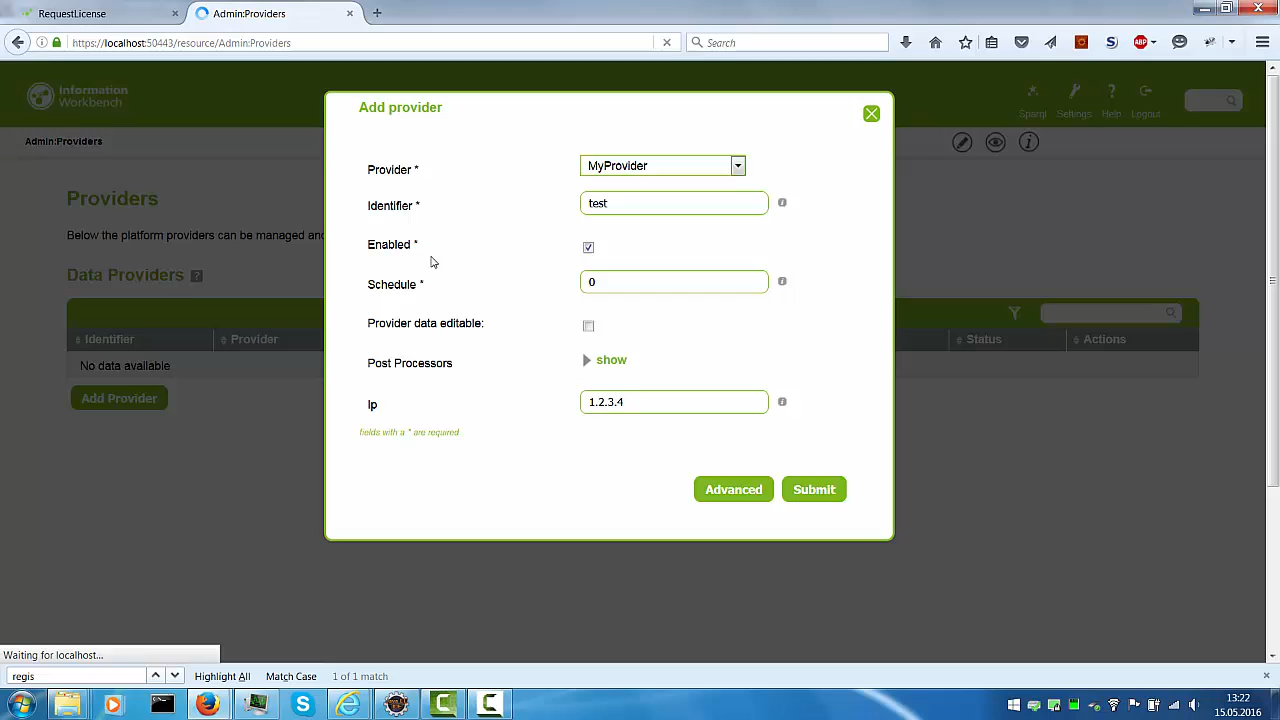 RequestLicense
Admin:Providers
https://localhost:50443/resource/Admin:Providers
Search
ABP
Information
Workbench
Sparql
Settings
Help
Logout
Admin:Providers
Providers
Below the platform providers can be managed and
Data Providers ?
Identifier
Provider
Status
Actions
No data available
Add Provider
Add provider
Provider *
MyProvider
Identifier *
test
Enabled *
Schedule *
0
Provider data editable:
Post Processors
show
Ip
1.2.3.4
fields with a * are required
Advanced
Submit
Waiting for localhost...
regis
Highlight All
Match Case
1 of 1 match
13:22
15.05.2016